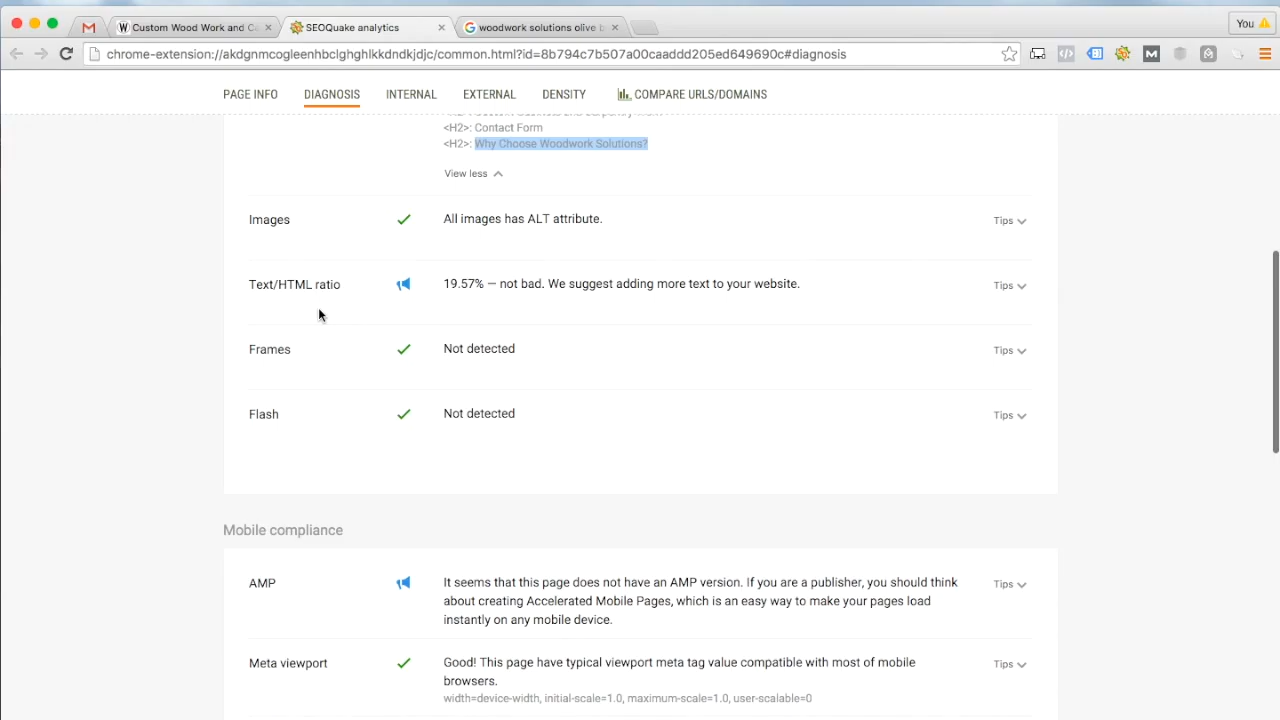 Custom Wood Work and C
SEOQuake analytics
woodwork solutions olive b
You
chrome-extension://akdgnmcogleenhbclghghlkkdndkjdjc/common.html?id=8b794c7b507a00caaddd205ed649690c#diagnosis
PAGE INFO
DIAGNOSIS
INTERNAL
EXTERNAL
DENSITY
COMPARE URLS/DOMAINS
<H2>: Contact Form
<H2>: Why Choose Woodwork Solutions?
View less
Images
All images has ALT attribute.
Tips
Text/HTML ratio
19.57% — not bad. We suggest adding more text to your website.
Tips
Frames
Not detected
Tips
Flash
Not detected
Tips
Mobile compliance
AMP
It seems that this page does not have an AMP version. If you are a publisher, you should think
about creating Accelerated Mobile Pages, which is an easy way to make your pages load
instantly on any mobile device.
Tips
Meta viewport
Good! This page have typical viewport meta tag value compatible with most of mobile
browsers.
width=device-width, initial-scale=1.0, maximum-scale=1.0, user-scalable=0
Tips